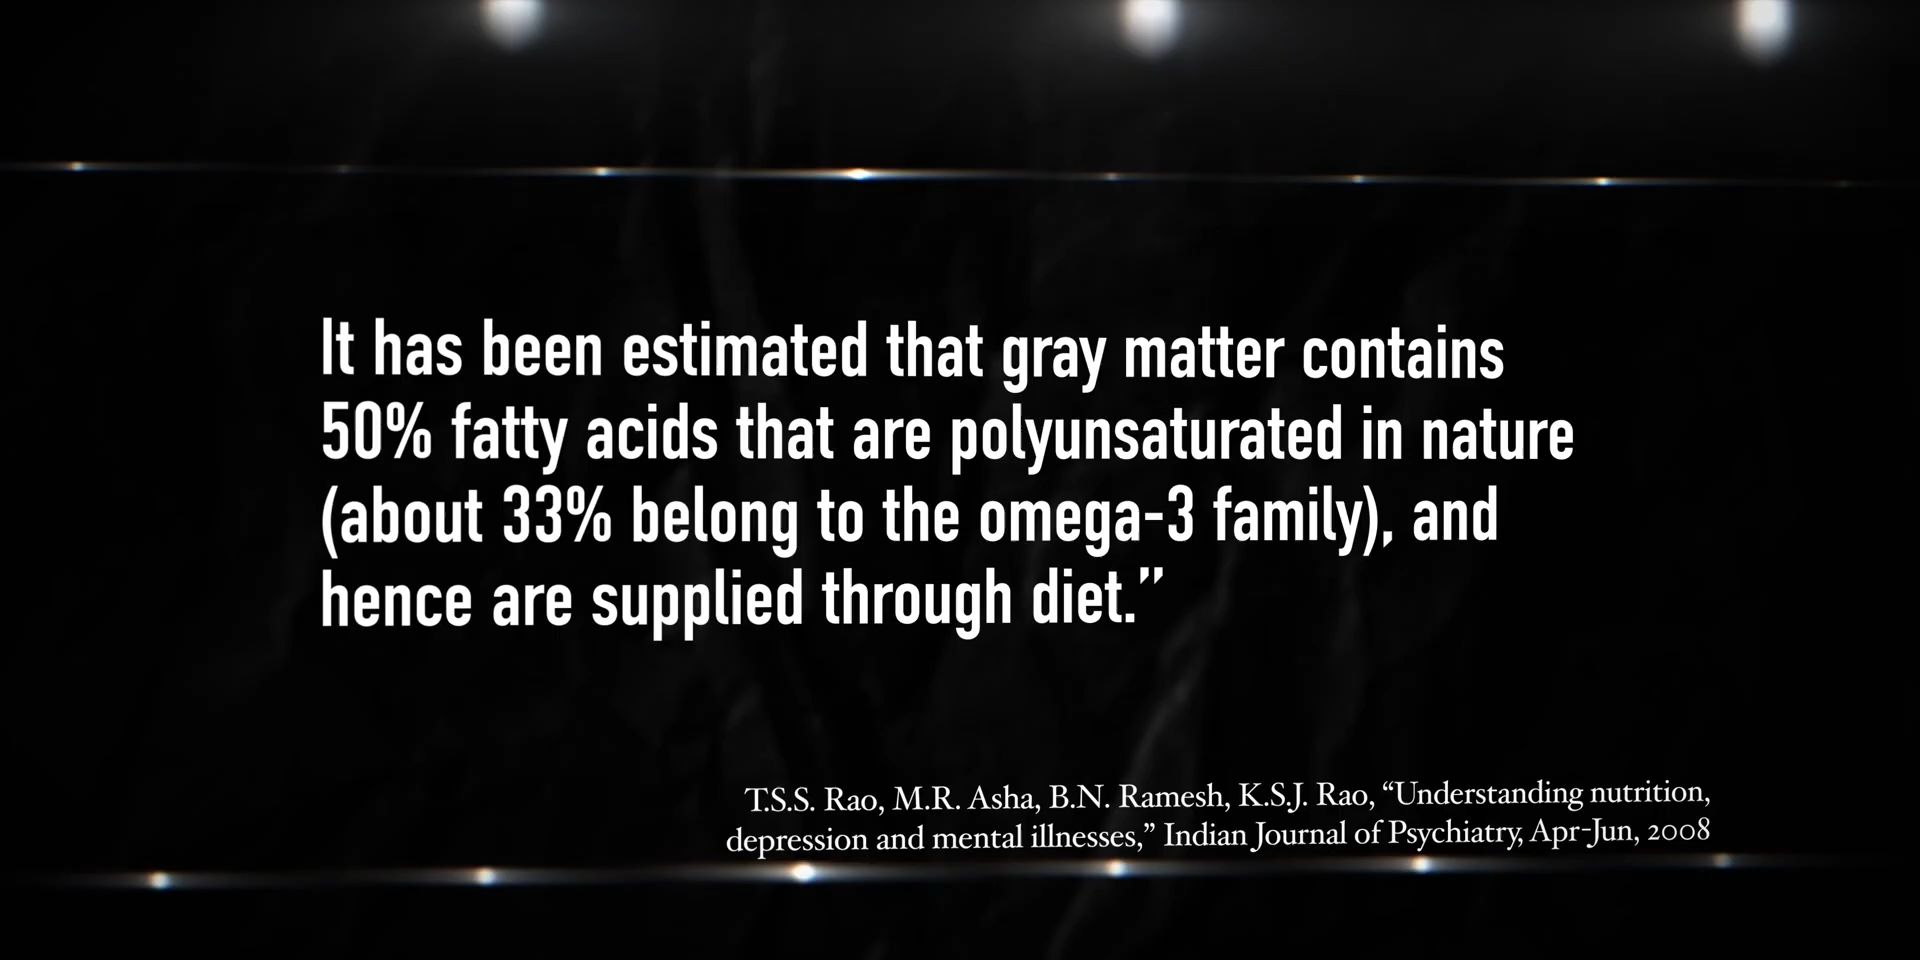 It has been estimated that gray matter contains
50% fatty acids that are polyunsaturated in nature
(about 33% belong to the omega-3 family), and
hence are supplied through diet.”
T.S.S. Rao, M.R. Asha, B.N. Ramesh, K.S.J. Rao, “Understanding nutrition,
depression and mental illnesses,” Indian Journal of Psychiatry, Apr-Jun, 2008